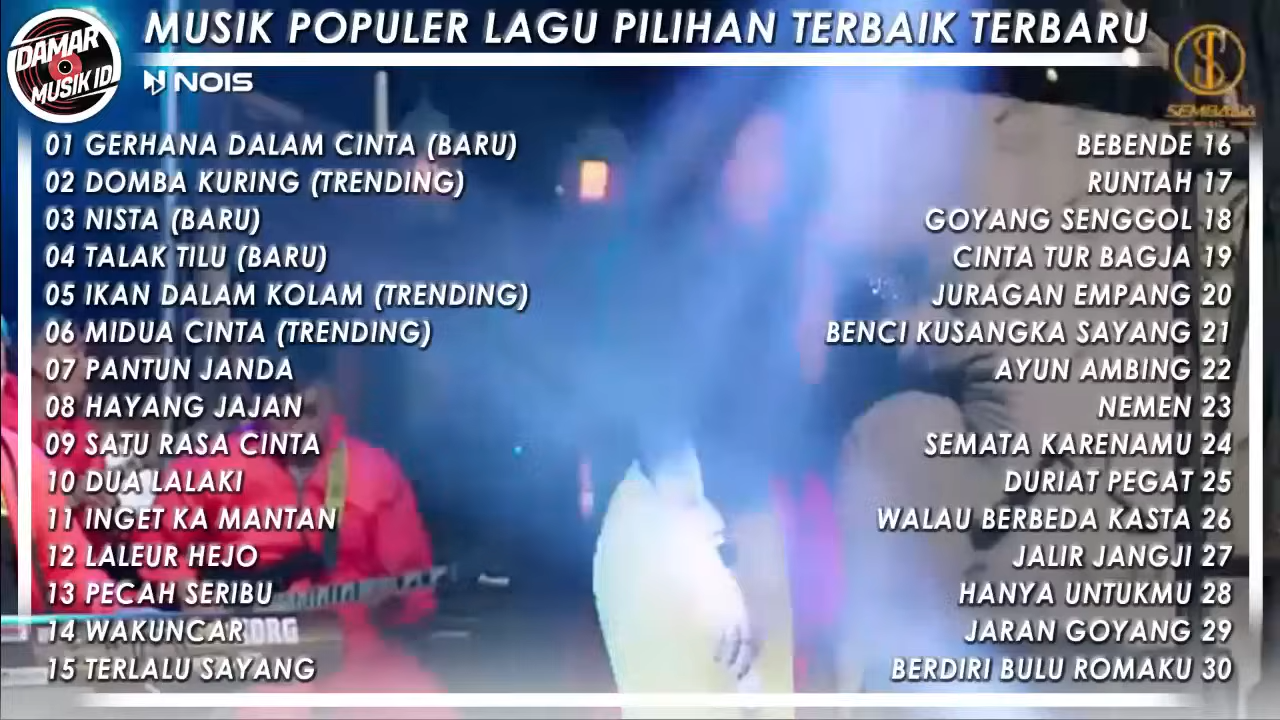 DAMAR
MUSIK ID
MUSIK POPULER LAGU PILIHAN TERBAIK TERBARU
NOIS
SEMBADA
01 GERHANA DALAM CINTA (BARU)
02 DOMBA KURING (TRENDING)
03 NISTA (BARU)
04 TALAK TILU (BARU)
05 IKAN DALAM KOLAM (TRENDING)
06 MIDUA CINTA (TRENDING)
07 PANTUN JANDA
08 HAYANG JAJAN
09 SATU RASA CINTA
10 DUA LALAKI
11 INGET KA MANTAN
12 LALEUR HEJO
13 PECAH SERIBU
14 WAKUNCAR
15 TERLALU SAYANG
BEBENDE 16
RUNTAH 17
GOYANG SENGGOL 18
CINTA TUR BAGJA 19
JURAGAN EMPANG 20
BENCI KUSANGKA SAYANG 21
AYUN AMBING 22
NEMEN 23
SEMATA KARENAMU 24
DURIAT PEGAT 25
WALAU BERBEDA KASTA 26
JALIR JANGJI 27
HANYA UNTUKMU 28
JARAN GOYANG 29
BERDIRI BULU ROMAKU 30